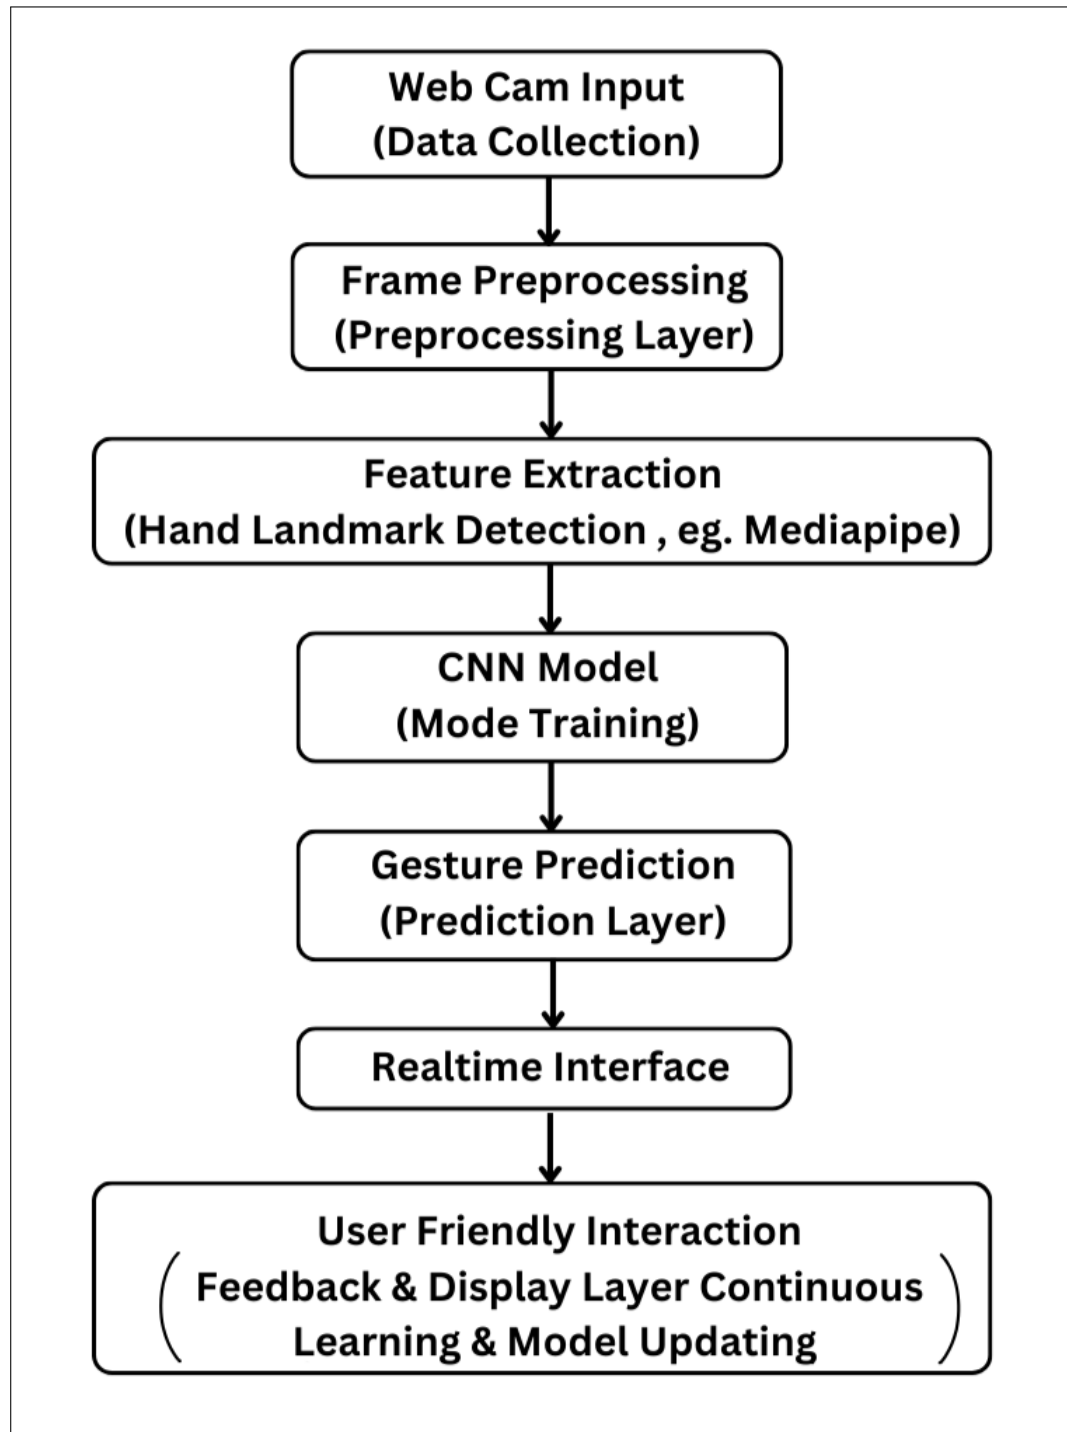 Web Cam Input
(Data Collection)
Frame Preprocessing
(Preprocessing Layer)
Feature Extraction
(Hand Landmark Detection , eg. Mediapipe)
CNN Model
(Mode Training)
Gesture Prediction
(Prediction Layer)
Realtime Interface
User Friendly Interaction
(Feedback & Display Layer Continuous
Learning & Model Updating)